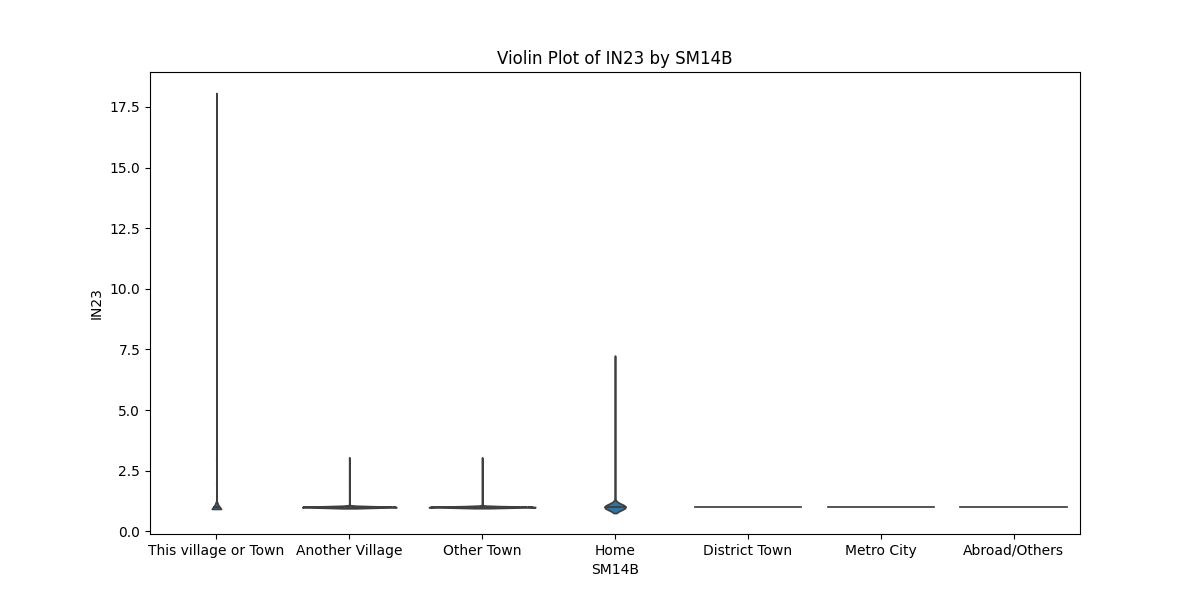 Violin Plot of IN23 by SM14B
17.5
15.0
12.5
10.0
7.5
5.0
2.5
0.0
IN23
This village or Town Another Village Other Town Home District Town Metro City Abroad/Others
SM14B